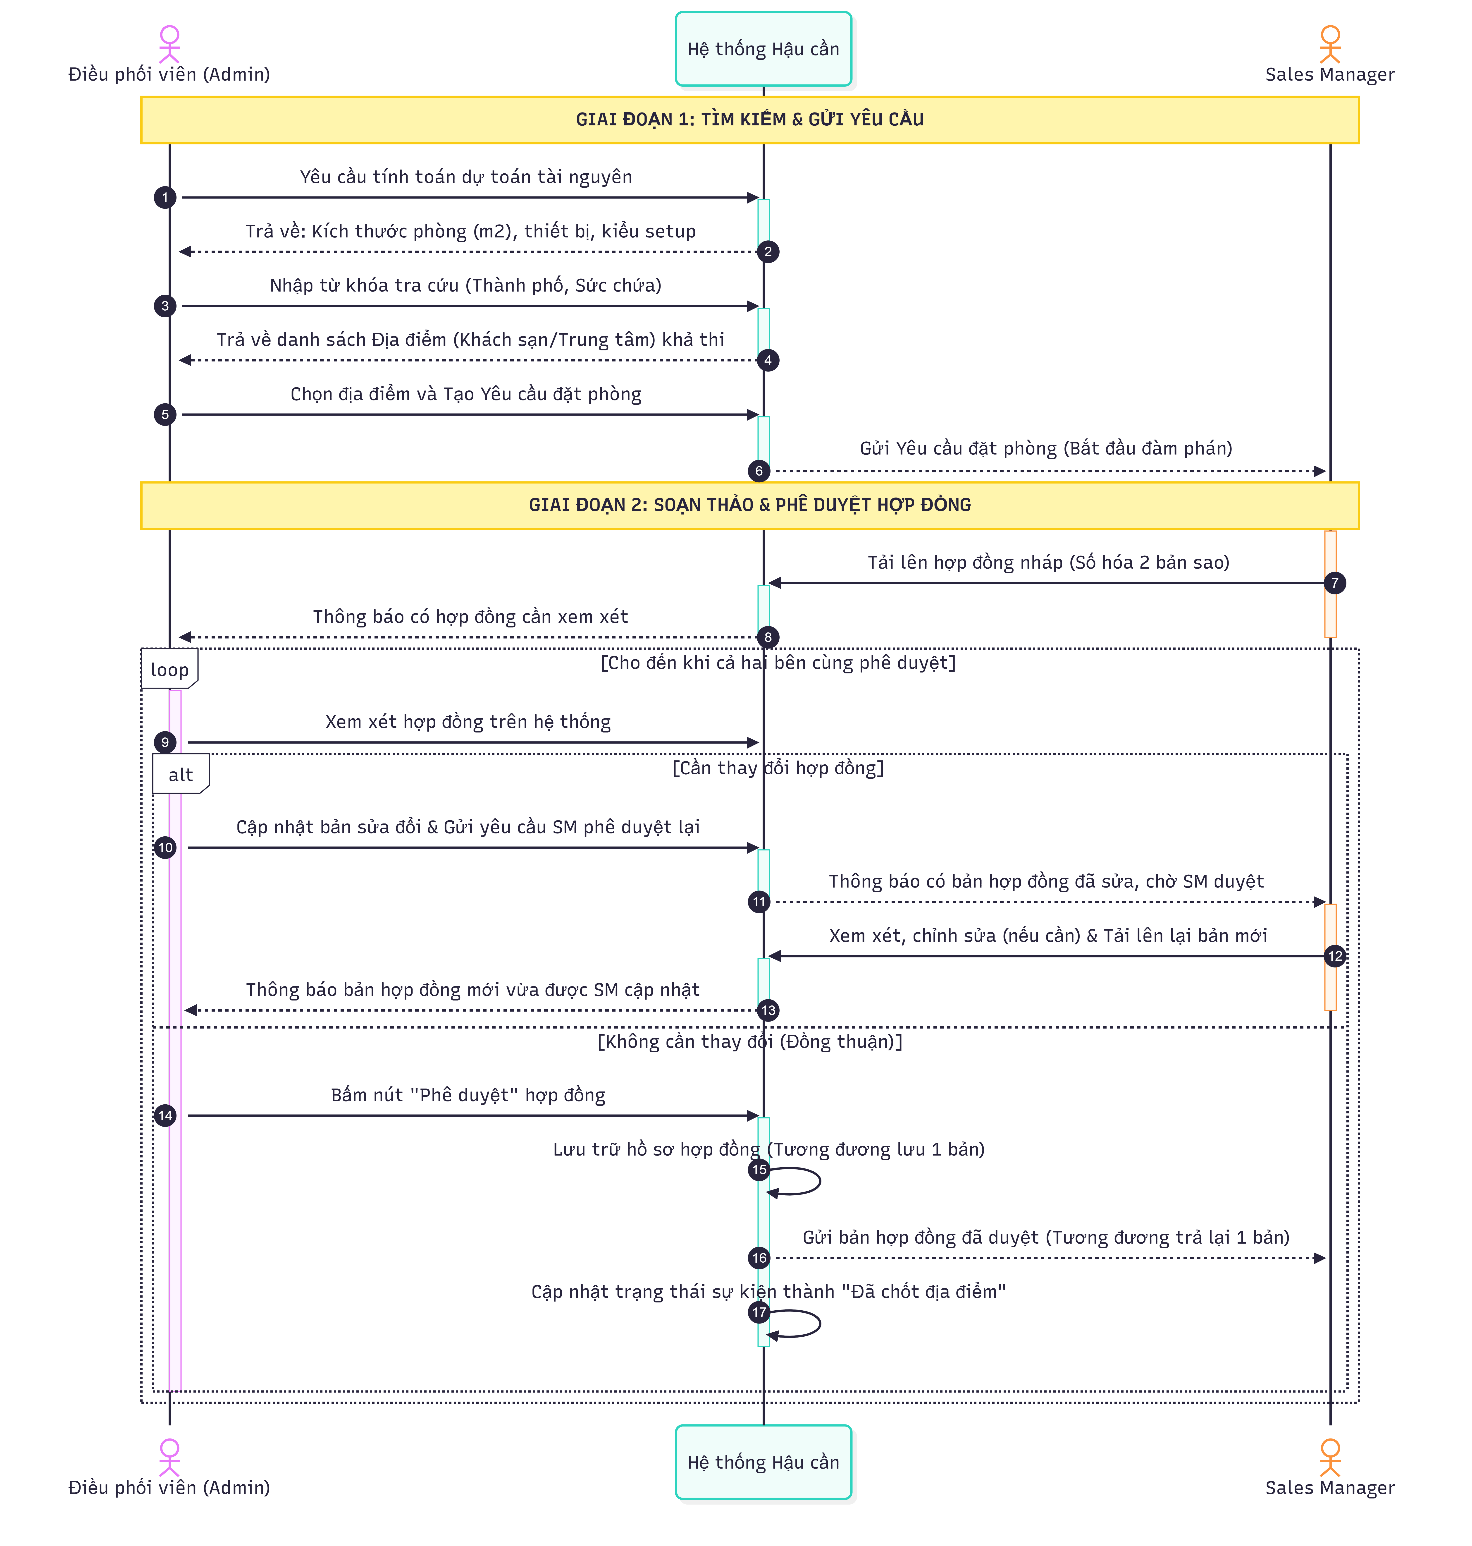 Hệ thống Hậu cần
Điều phối viên (Admin)
Sales Manager
GIAI ĐOẠN 1: TÌM KIẾM & GỬI YÊU CẦU
Yêu cầu tính toán dự toán tài nguyên
1
Trả về: Kích thước phòng (m2), thiết bị, kiểu setup
2
Nhập từ khóa tra cứu (Thành phố, Sức chứa)
3
Trả về danh sách Địa điểm (Khách sạn/Trung tâm) khả thi
4
Chọn địa điểm và Tạo Yêu cầu đặt phòng
5
Gửi Yêu cầu đặt phòng (Bắt đầu đàm phán)
6
GIAI ĐOẠN 2: SOẠN THẢO & PHÊ DUYỆT HỢP ĐỒNG
Tải lên hợp đồng nháp (Số hóa 2 bản sao)
7
Thông báo có hợp đồng cần xem xét
8
loop
[Cho đến khi cả hai bên cùng phê duyệt]
Xem xét hợp đồng trên hệ thống
9
alt
[Cần thay đổi hợp đồng]
Cập nhật bản sửa đổi & Gửi yêu cầu SM phê duyệt lại
10
Thông báo có bản hợp đồng đã sửa, chờ SM duyệt
11
Xem xét, chỉnh sửa (nếu cần) & Tải lên lại bản mới
12
Thông báo bản hợp đồng mới vừa được SM cập nhật
13
[Không cần thay đổi (Đồng thuận)]
Bấm nút "Phê duyệt" hợp đồng
14
Lưu trữ hồ sơ hợp đồng (Tương đương lưu 1 bản)
15
Gửi bản hợp đồng đã duyệt (Tương đương trả lại 1 bản)
16
Cập nhật trạng thái sự kiện thành "Đã chốt địa điểm"
17
Hệ thống Hậu cần
Điều phối viên (Admin)
Sales Manager